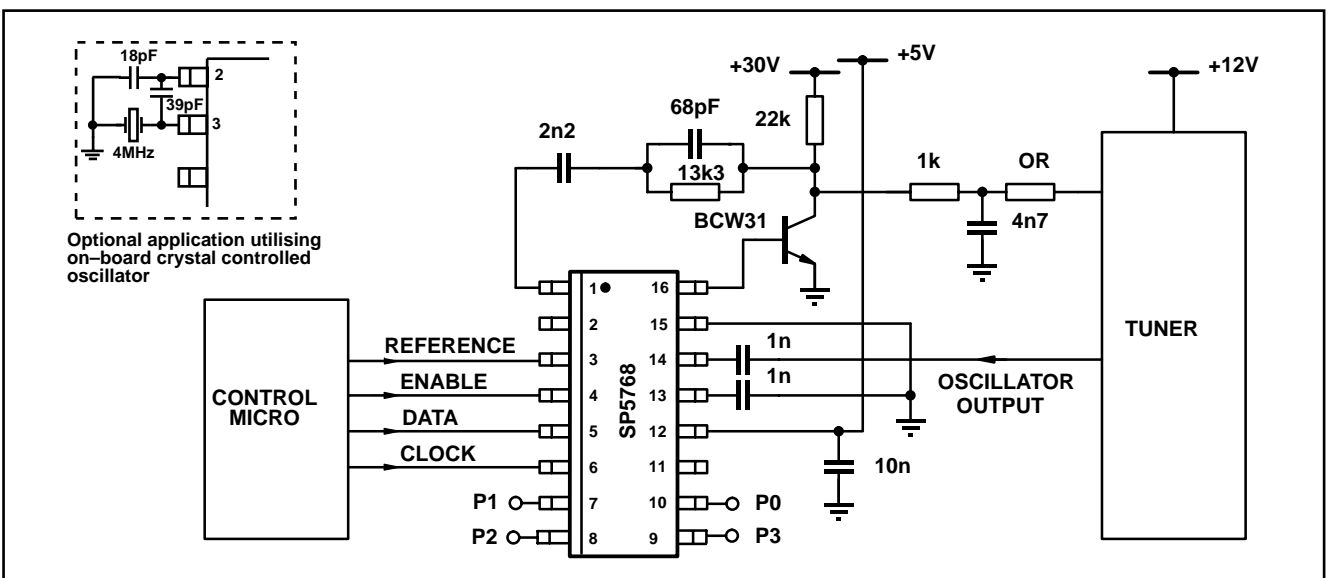 18pF
2
39pF
3
4MHz
Optional application utilising
on–board crystal controlled
oscillator
+30V
+5V
+12V
68pF
22k
2n2
13k3
1k
OR
BCW31
4n7
1
16
2
15
TUNER
REFERENCE
3
14
1n
CONTROL
MICRO
ENABLE
4
13
1n
OSCILLATOR
OUTPUT
SP5768
DATA
5
12
CLOCK
6
11
10n
P1
7
10
P0
P2
8
9
P3